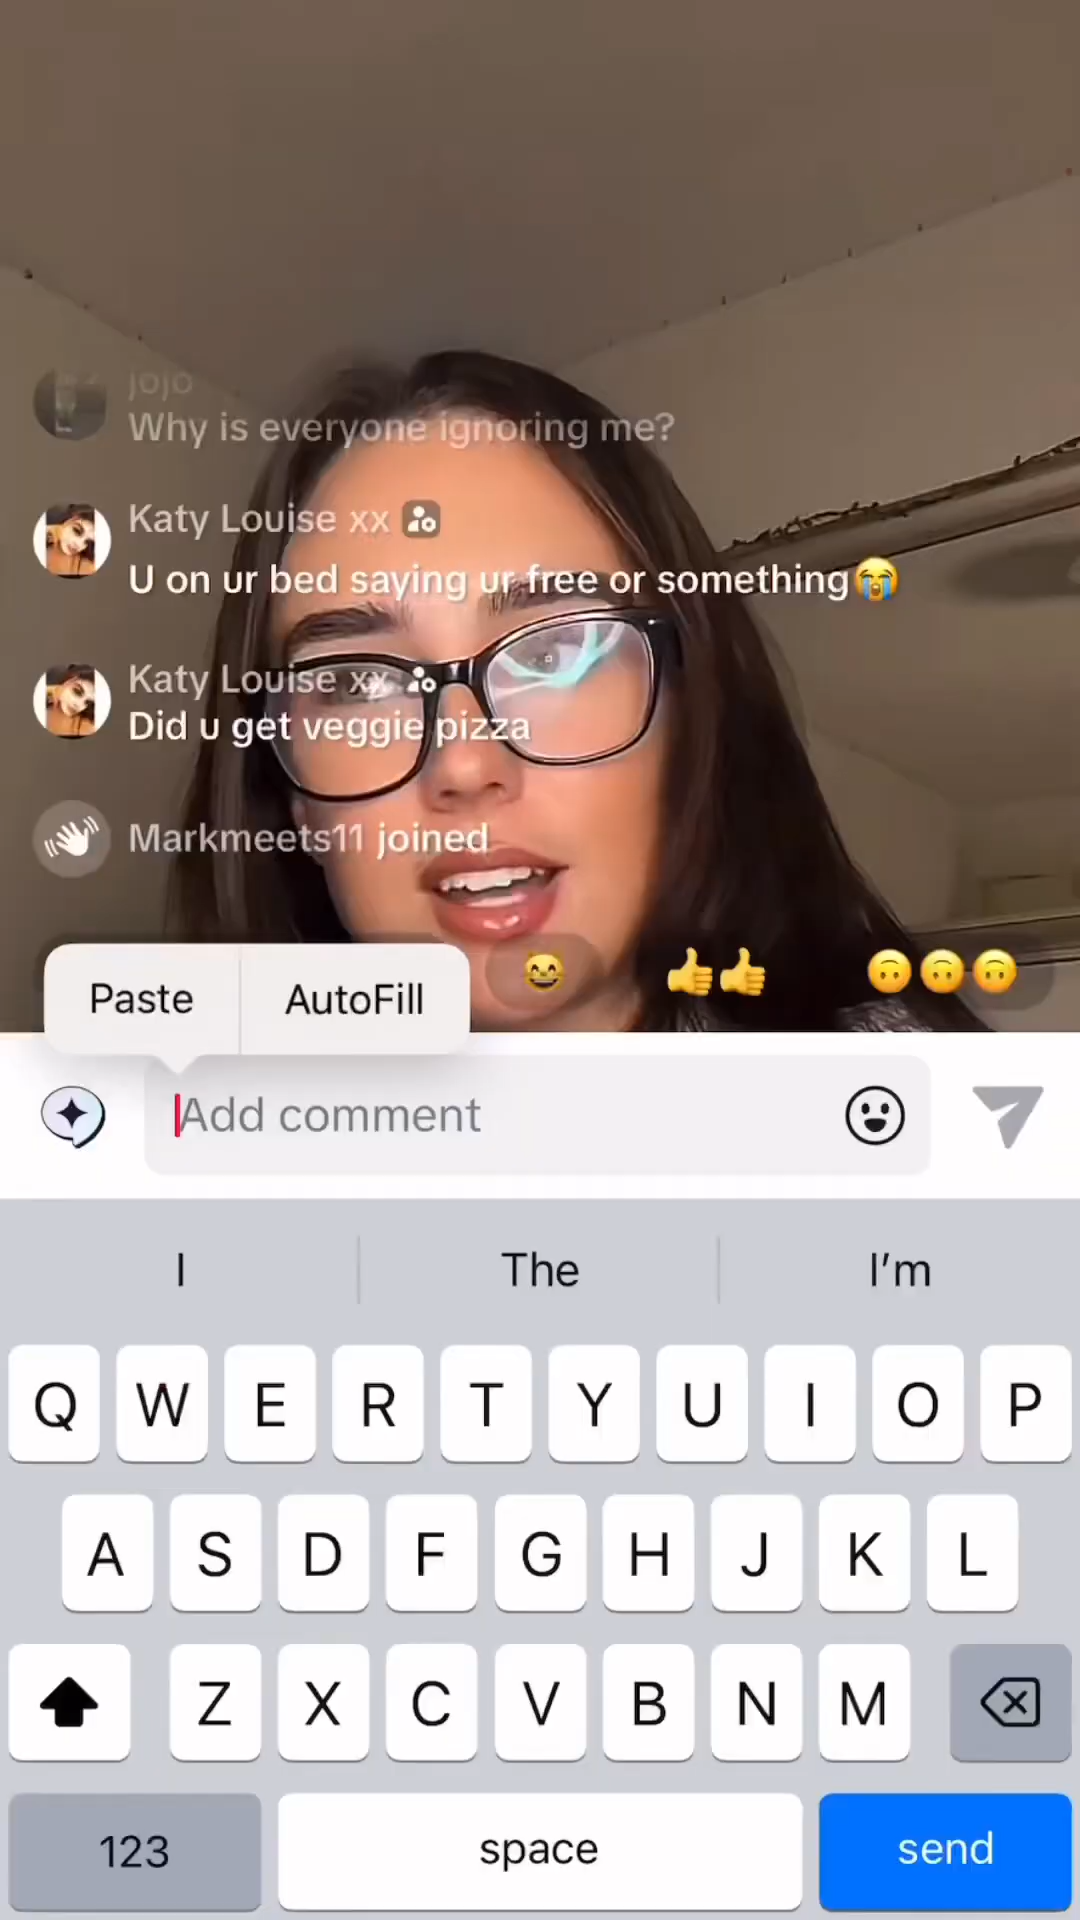 jojo
Why is everyone ignoring me?
Katy Louise xx
U on ur bed saying ur free or something😭
Katy Louise xx
Did u get veggie pizza
Markmeets11 joined
😸 👍👍 🙃🙃🙃
Paste AutoFill
Add comment
I The I'm
Q W E R T Y U I O P
A S D F G H J K L
Z X C V B N M
123 space send